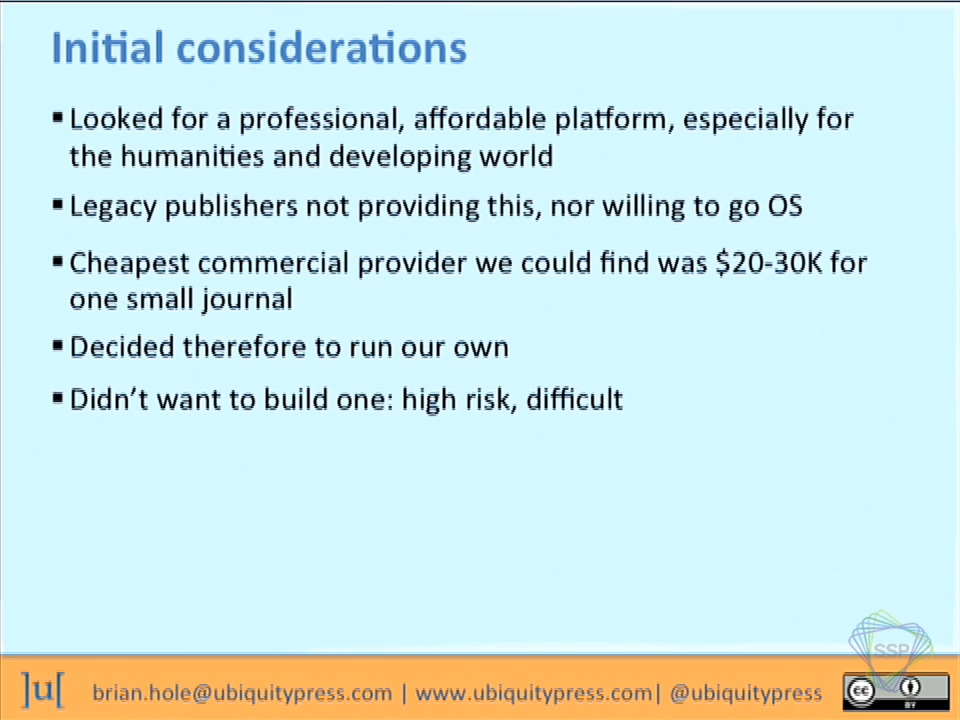 Initial considerations
▪ Looked for a professional, affordable platform, especially for
the humanities and developing world
▪ Legacy publishers not providing this, nor willing to go OS
▪ Cheapest commercial provider we could find was $20-30K for
one small journal
▪ Decided therefore to run our own
▪ Didn’t want to build one: high risk, difficult
SSP
]u[ brian.hole@ubiquitypress.com | www.ubiquitypress.com| @ubiquitypress cc
BY